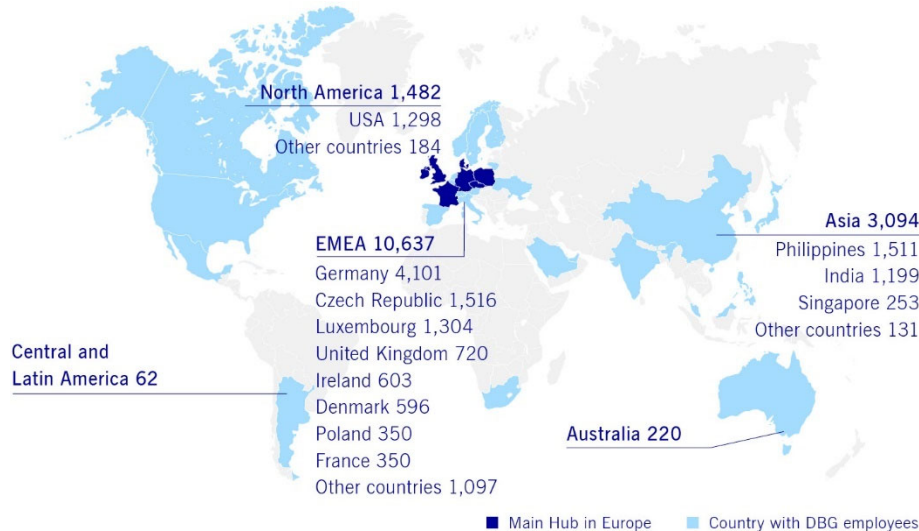 North America 1,482
USA 1,298
Other countries 184
EMEA 10,637
Germany 4,101
Czech Republic 1,516
Luxembourg 1,304
United Kingdom 720
Ireland 603
Denmark 596
Poland 350
France 350
Other countries 1,097
Asia 3,094
Philippines 1,511
India 1,199
Singapore 253
Other countries 131
Central and
Latin America 62
Australia 220
Main Hub in Europe
Country with DBG employees